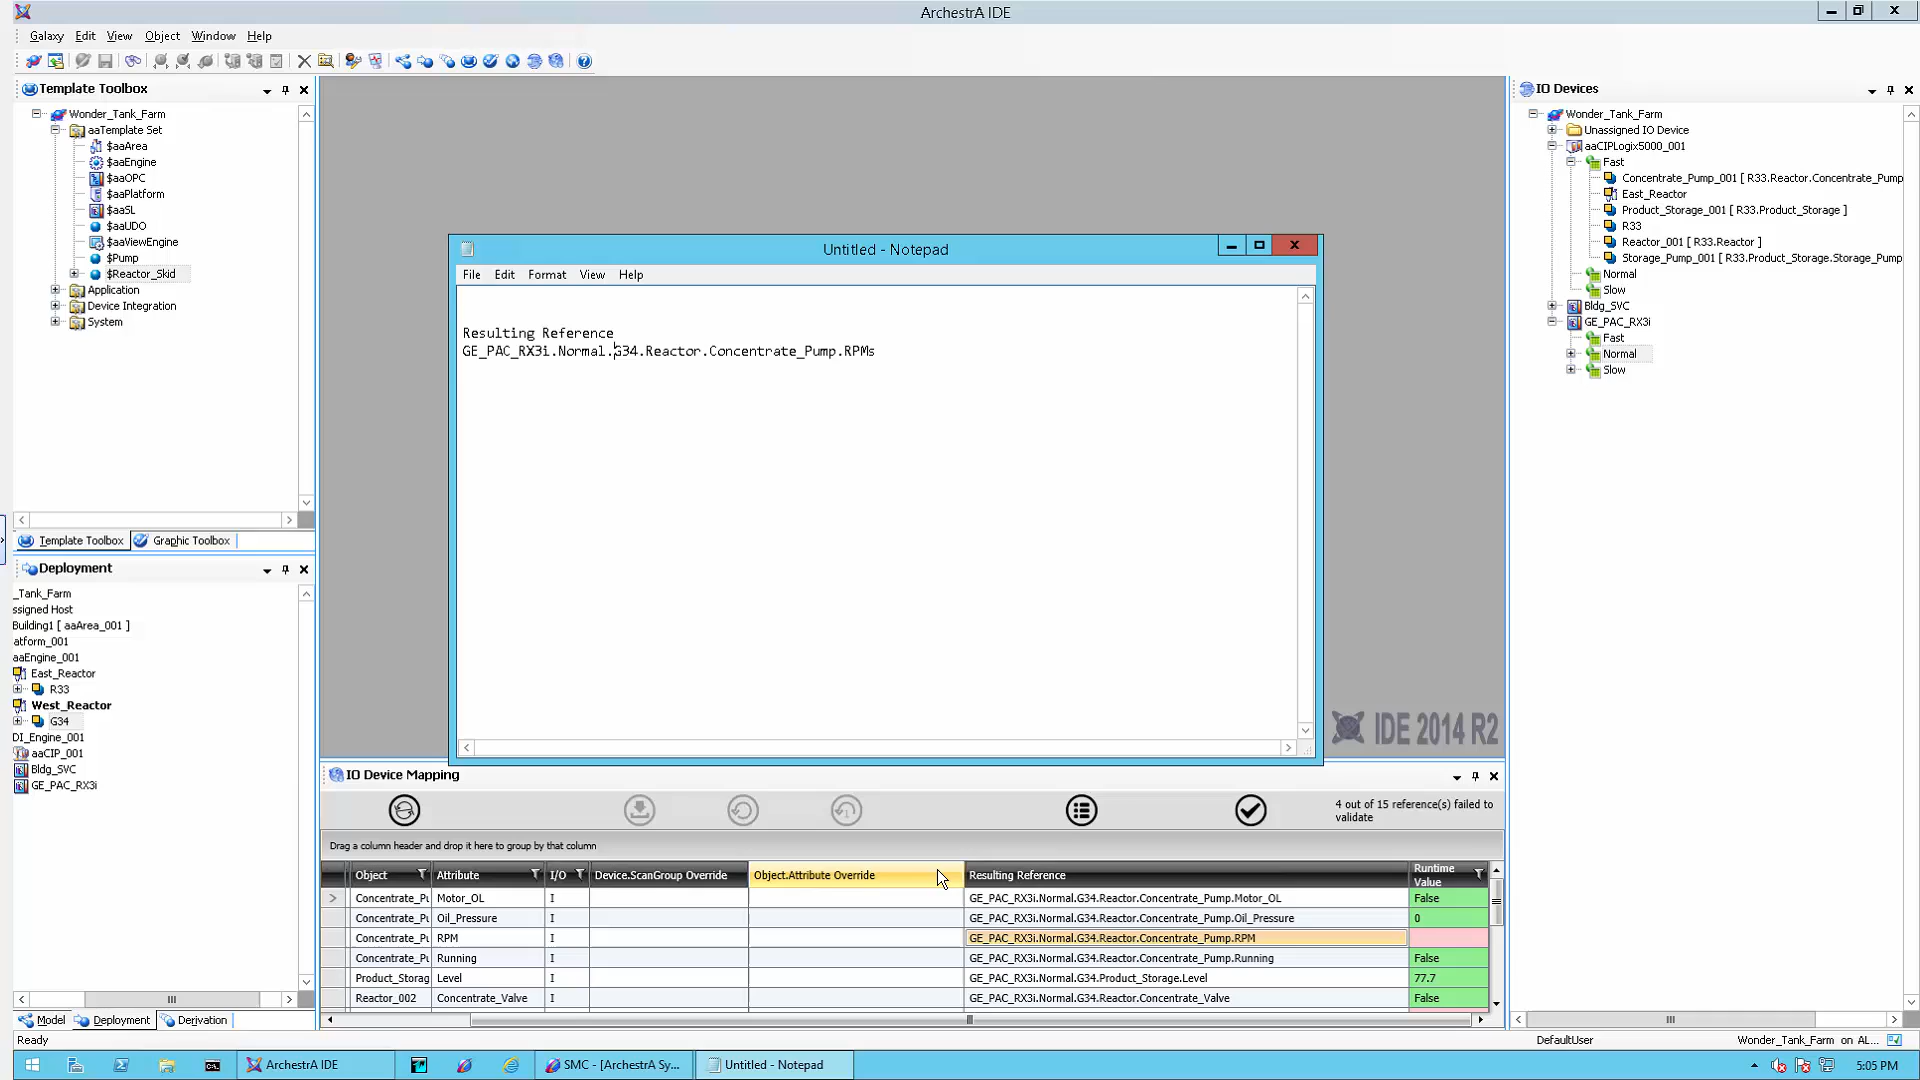 ArchestrA IDE
Galaxy Edit View Object Window Help
Template Toolbox
Wonder_Tank_Farm
aaTemplate Set
$aaArea
$aaEngine
$aaOPC
$aaPlatform
$aaSL
$aaUDO
$aaViewEngine
$Pump
$Reactor_Skid
Application
Device Integration
System
Template Toolbox Graphic Toolbox
Deployment
_Tank_Farm
ssigned Host
Building1 [ aaArea_001 ]
atform_001
aaEngine_001
East_Reactor
R33
West_Reactor
G34
DI_Engine_001
aaCIP_001
Bldg_SVC
GE_PAC_RX3i
Model Deployment Derivation
Untitled - Notepad
File Edit Format View Help
Resulting Reference
GE_PAC_RX3i.Normal.G34.Reactor.Concentrate_Pump.RPMs
IDE 2014 R2
IO Devices
Wonder_Tank_Farm
Unassigned IO Device
aaCIPLogix5000_001
Fast
Concentrate_Pump_001 [ R33.Reactor.Concentrate_Pump
East_Reactor
Product_Storage_001 [ R33.Product_Storage ]
R33
Reactor_001 [ R33.Reactor ]
Storage_Pump_001 [ R33.Product_Storage.Storage_Pump
Normal
Slow
Bldg_SVC
GE_PAC_RX3i
Fast
Normal
Slow
IO Device Mapping
4 out of 15 reference(s) failed to
validate
Drag a column header and drop it here to group by that column
Object Attribute I/O Device.ScanGroup Override Object.Attribute Override Resulting Reference Runtime Value
Concentrate_Pu Motor_OL I GE_PAC_RX3i.Normal.G34.Reactor.Concentrate_Pump.Motor_OL False
Concentrate_Pu Oil_Pressure I GE_PAC_RX3i.Normal.G34.Reactor.Concentrate_Pump.Oil_Pressure 0
Concentrate_Pu RPM I GE_PAC_RX3i.Normal.G34.Reactor.Concentrate_Pump.RPM
Concentrate_Pu Running I GE_PAC_RX3i.Normal.G34.Reactor.Concentrate_Pump.Running False
Product_Storag Level I GE_PAC_RX3i.Normal.G34.Product_Storage.Level 77.7
Reactor_002 Concentrate_Valve I GE_PAC_RX3i.Normal.G34.Reactor.Concentrate_Valve False
Ready DefaultUser Wonder_Tank_Farm on AL...
ArchestrA IDE SMC - [ArchestrA Sy... Untitled - Notepad 5:05 PM